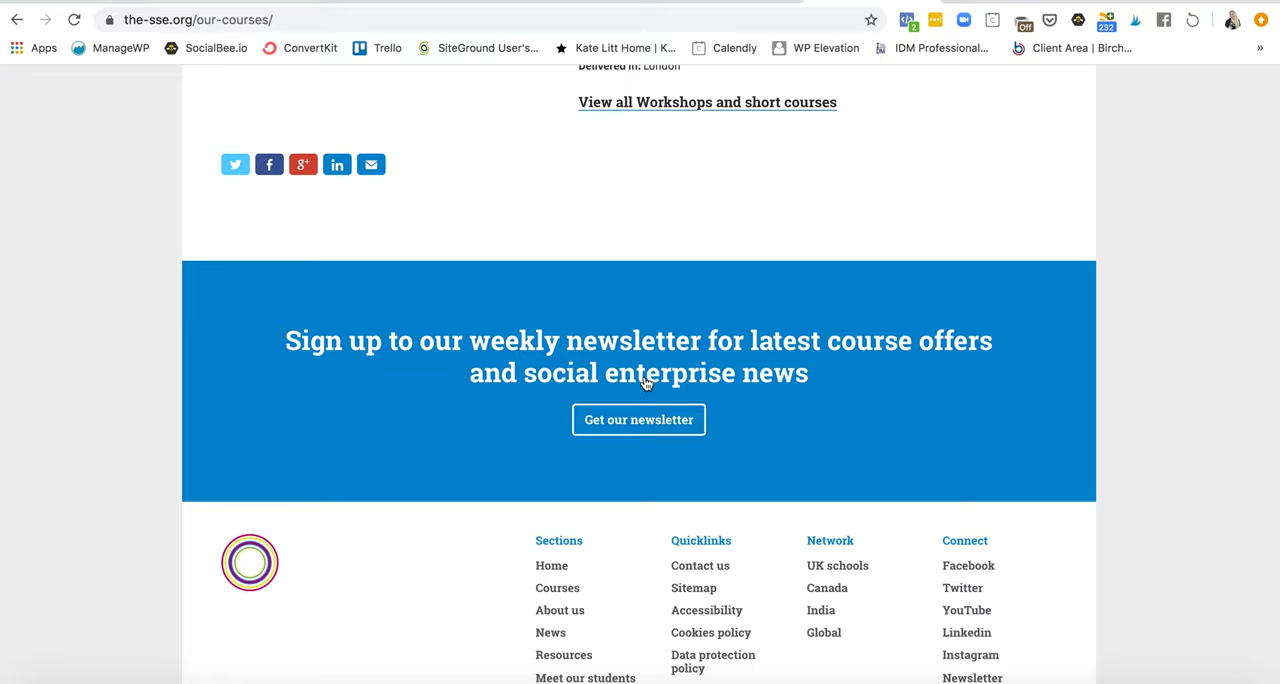 the-sse.org/our-courses/
2
Off
232
Apps
ManageWP
SocialBee.io
ConvertKit
Trello
SiteGround User's...
Kate Litt Home | K...
Calendly
WP Elevation
IDM Professional...
Client Area | Birch...
»
Delivered in: London
View all Workshops and short courses
Sign up to our weekly newsletter for latest course offers
and social enterprise news
Get our newsletter
Sections
Home
Courses
About us
News
Resources
Meet our students
Quicklinks
Contact us
Sitemap
Accessibility
Cookies policy
Data protection
policy
Network
UK schools
Canada
India
Global
Connect
Facebook
Twitter
YouTube
Linkedin
Instagram
Newsletter